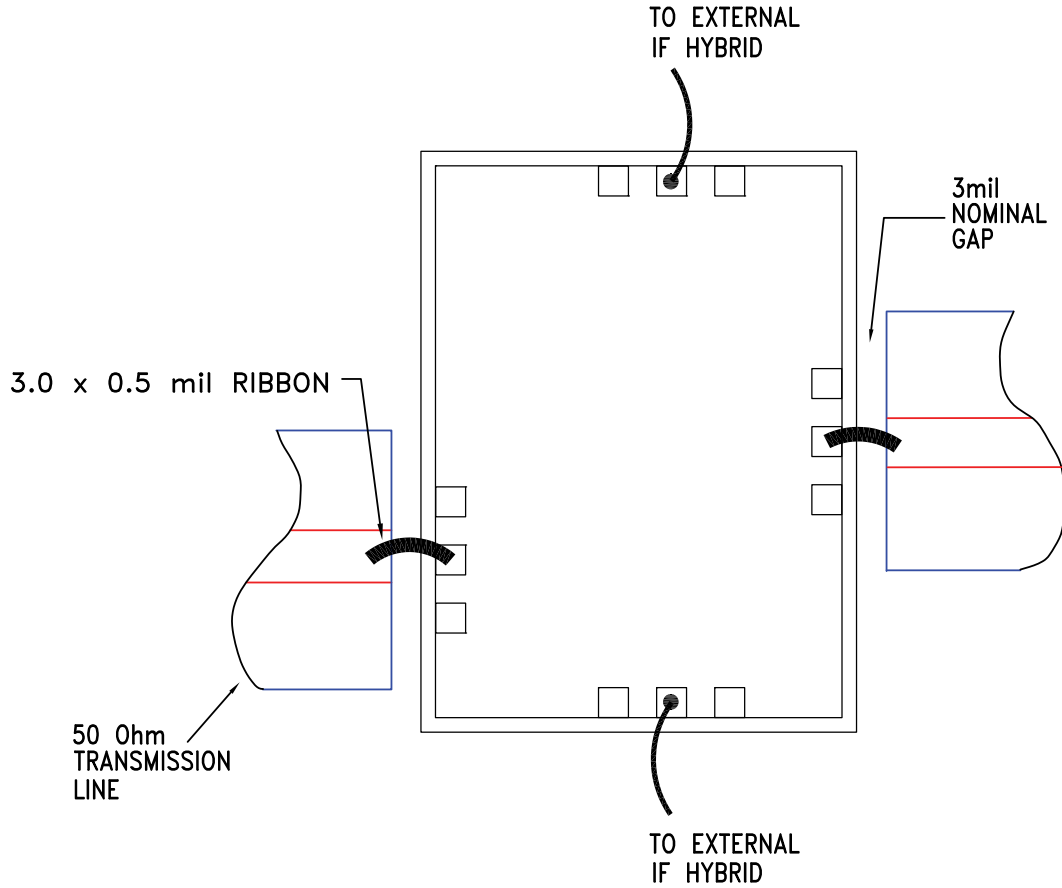 TO EXTERNAL
IF HYBRID
3mil
NOMINAL
GAP
3.0 x 0.5 mil RIBBON
50 Ohm
TRANSMISSION
LINE
TO EXTERNAL
IF HYBRID